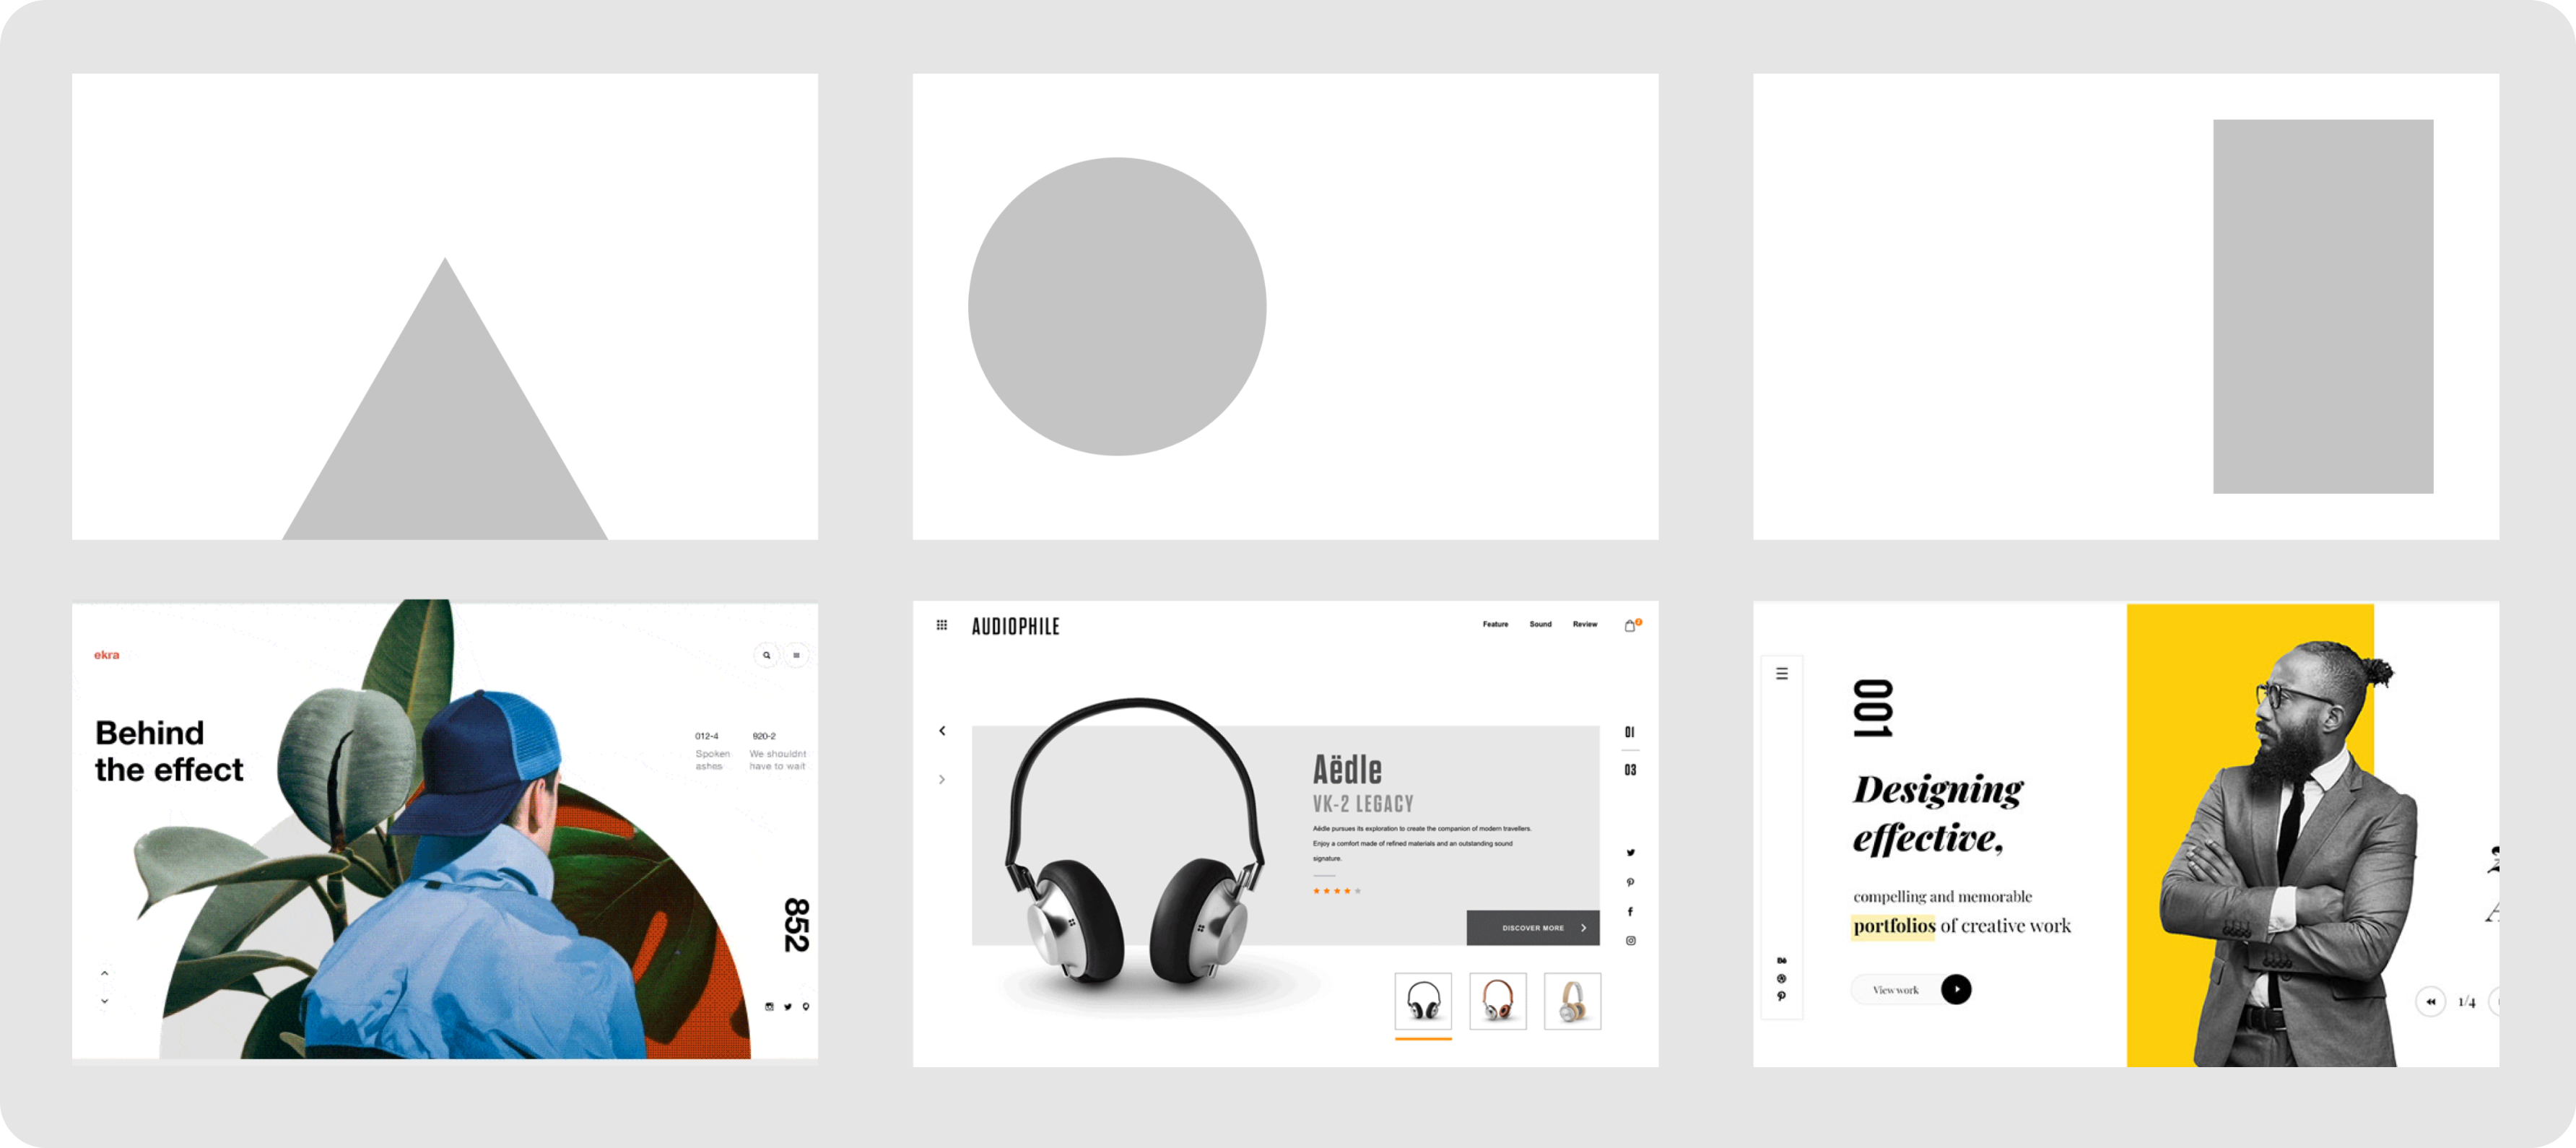 ekra
Behind
the effect
012-4
820-2
Spoken
ashes
We shouldnt
have to wait
852
AUDIOPHILE
Feature
Sound
Review
2
Aëdle
VK-2 LEGACY
Aëdle pursues its exploration to create the companion of modern travellers.
Enjoy a comfort made of refined materials and an outstanding sound
signature.
DISCOVER MORE
01
03
001
Designing
effective,
compelling and memorable
portfolios of creative work
View work
Bē
1/4